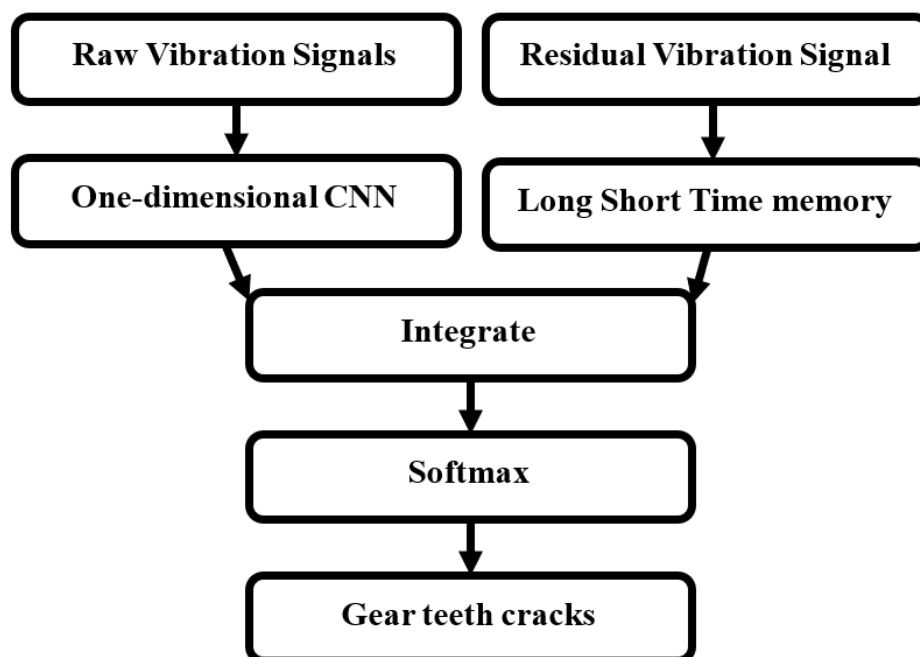 Raw Vibration Signals
Residual Vibration Signal
One-dimensional CNN
Long Short Time memory
Integrate
Softmax
Gear teeth cracks